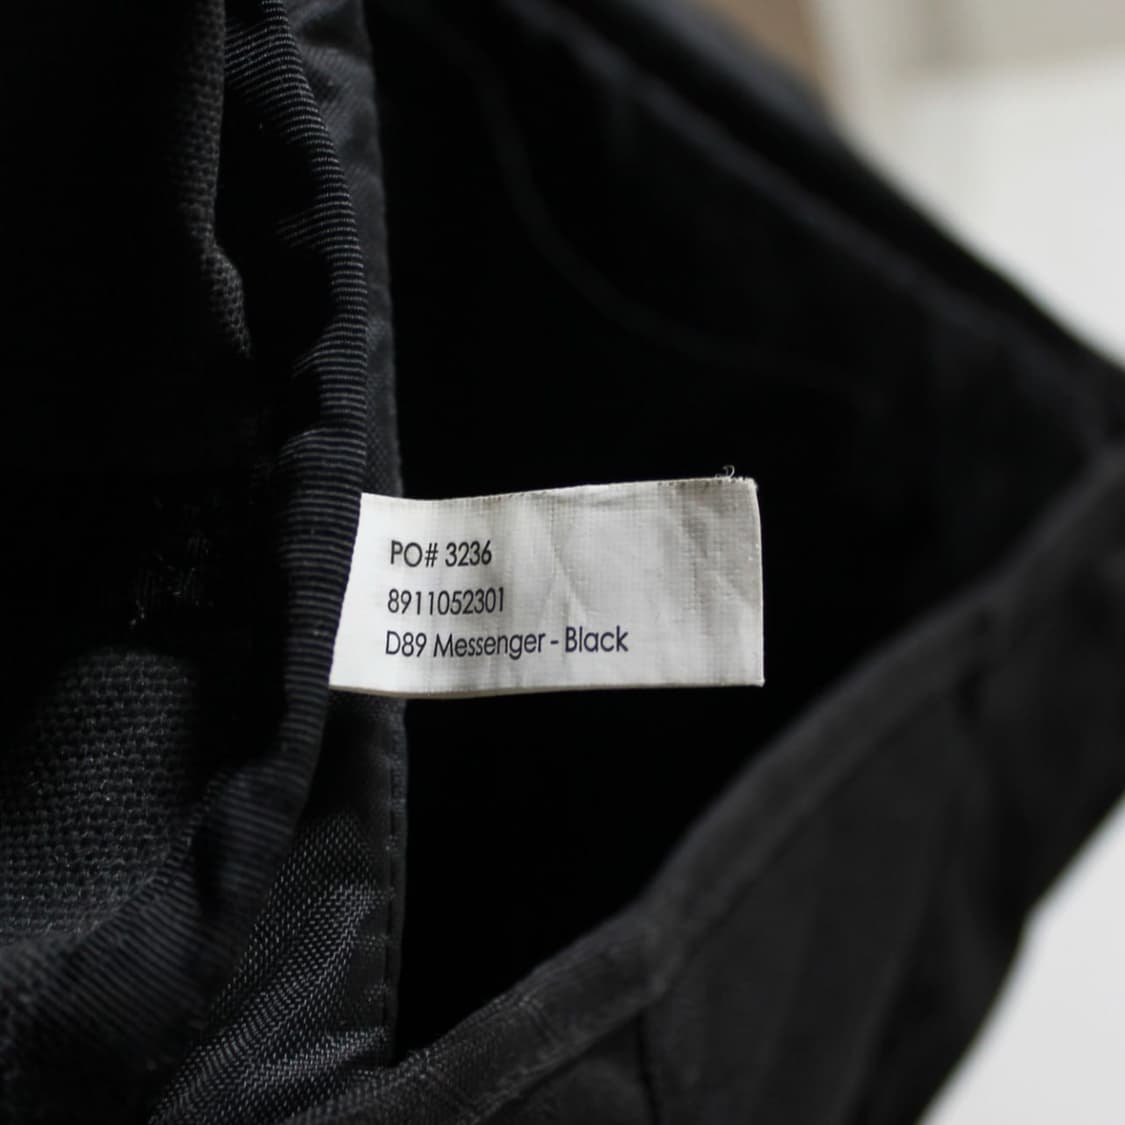 PO# 3236
8911052301
D89 Messenger - Black